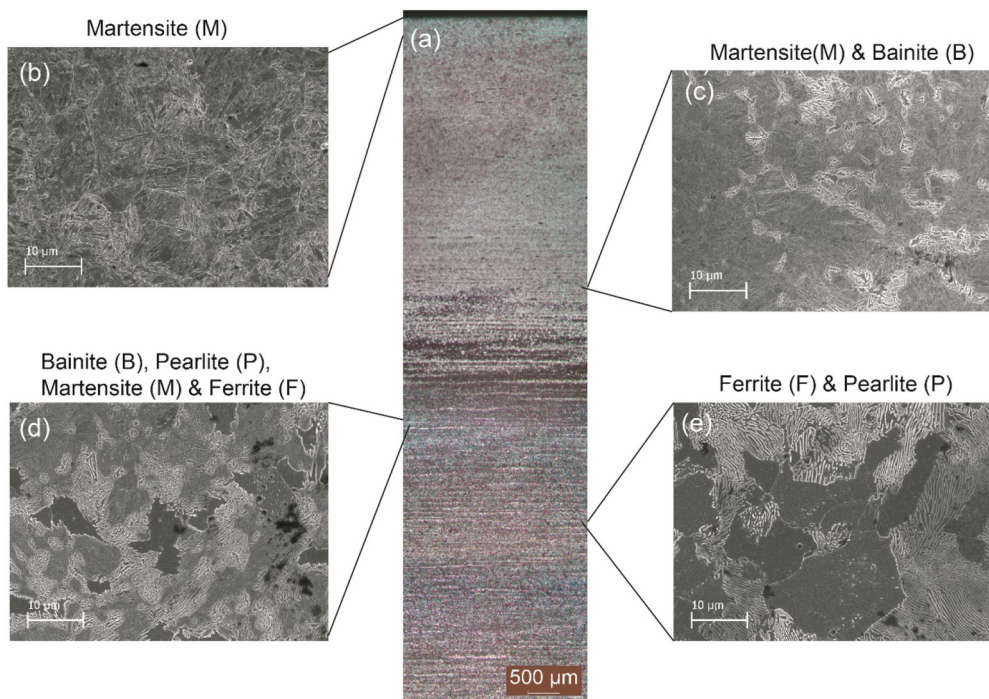 Martensite (M)
(b)
10 µm
(a)
Martensite(M) & Bainite (B)
(c)
10 µm
Bainite (B), Pearlite (P),
Martensite (M) & Ferrite (F)
(d)
10 µm
Ferrite (F) & Pearlite (P)
(e)
10 µm
500 µm